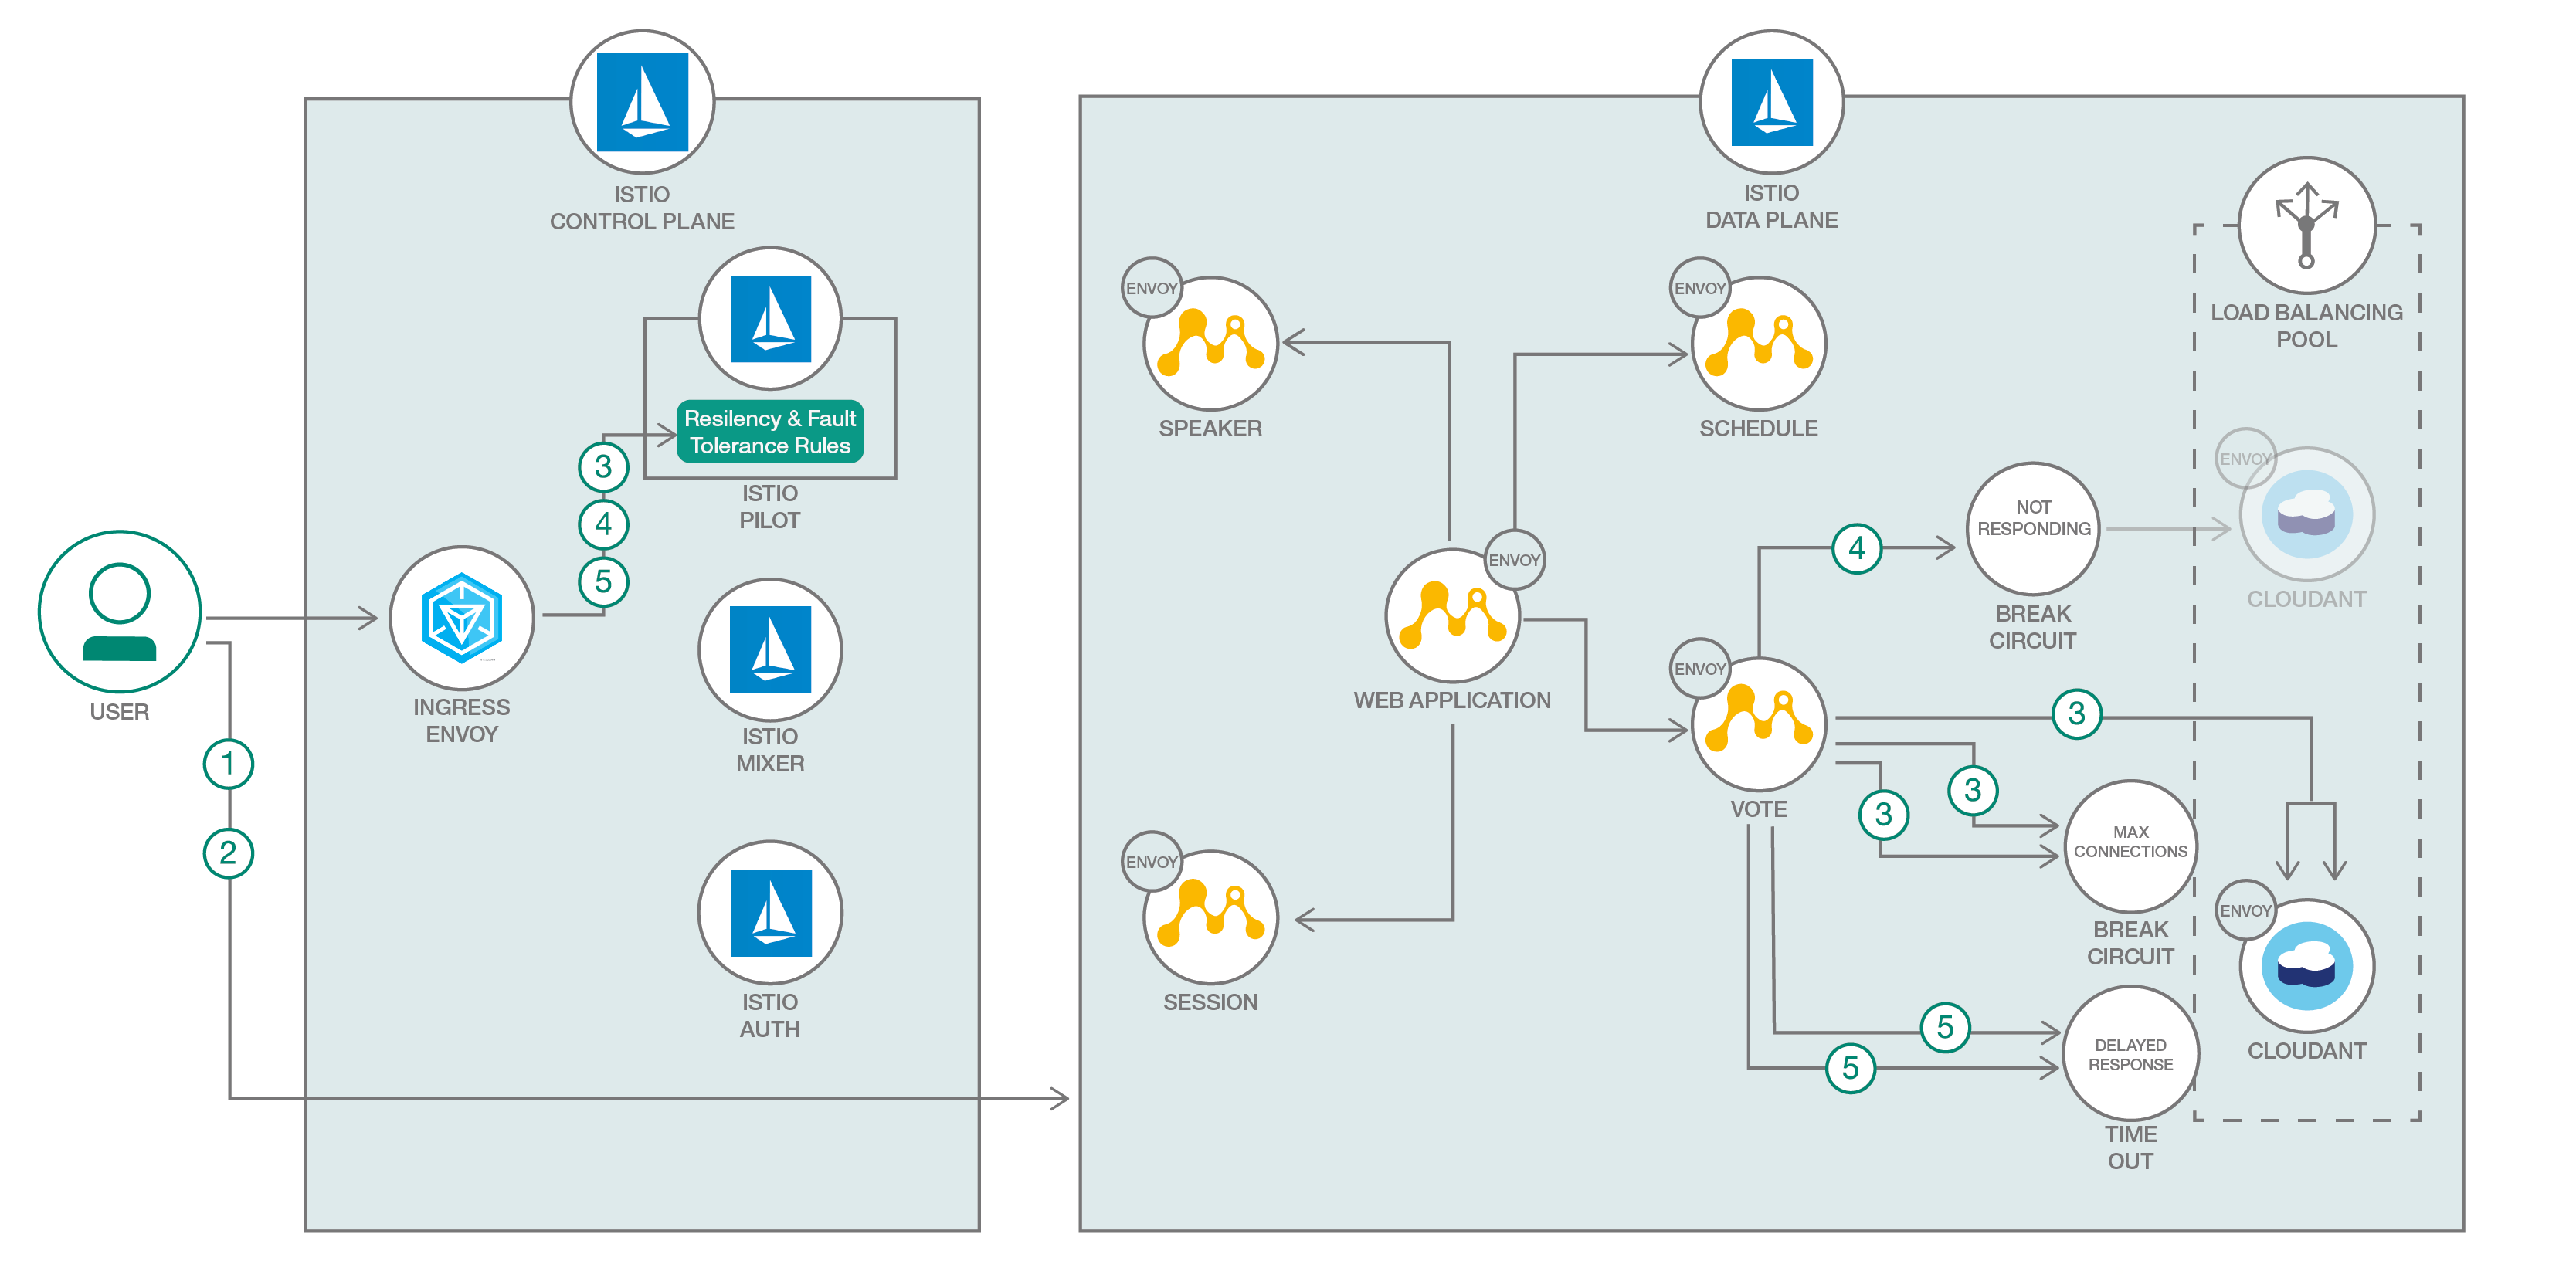 ISTIO
CONTROL PLANE
Resilency & Fault
Tolerance Rules
ISTIO
PILOT
3
4
5
USER
INGRESS
ENVOY
ISTIO
MIXER
ISTIO
AUTH
1
2
ISTIO
DATA PLANE
ENVOY
SPEAKER
ENVOY
SCHEDULE
LOAD BALANCING
POOL
ENVOY
CLOUDANT
NOT
RESPONDING
BREAK
CIRCUIT
4
ENVOY
WEB APPLICATION
ENVOY
VOTE
3
3
3
MAX
CONNECTIONS
BREAK
CIRCUIT
ENVOY
SESSION
ENVOY
CLOUDANT
5
5
DELAYED
RESPONSE
TIME
OUT